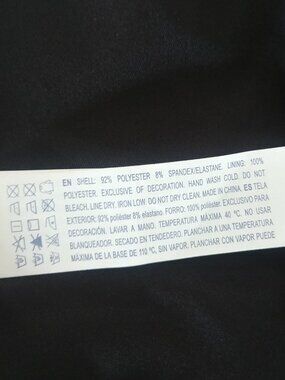 EN SHELL: 92% POLYESTER 8% SPANDEX/ELASTANE. LINING: 100%
POLYESTER. EXCLUSIVE OF DECORATION. HAND WASH COLD. DO NOT
BLEACH. LINE DRY. IRON LOW. DO NOT DRY CLEAN. MADE IN CHINA. ES TELA
EXTERIOR: 92% poliéster 8% elastano. FORRO: 100% poliéster. EXCLUSIVO PARA
DECORACIÓN. LAVAR A MANO. TEMPERATURA MÁXIMA 40 ºC. NO USAR
BLANQUEADOR. SECADO EN TENDEDERO. PLANCHAR A UNA TEMPERATURA
MÁXIMA DE LA BASE DE 110 ºC, SIN VAPOR. PLANCHAR CON VAPOR PUEDE